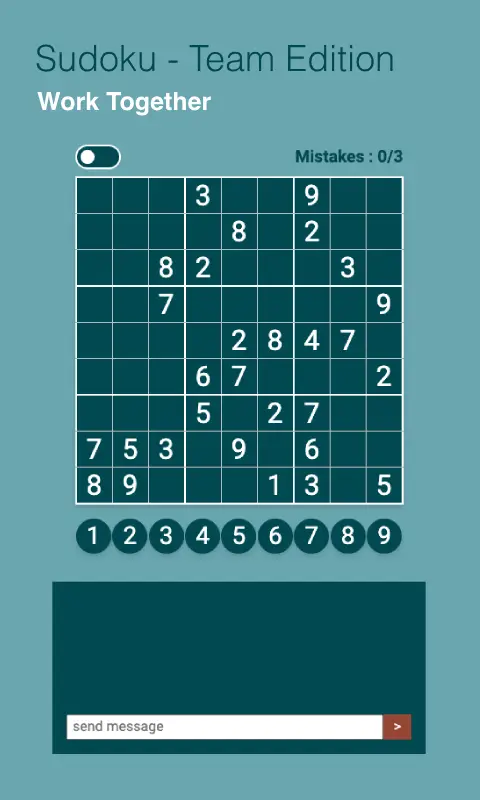 Sudoku - Team Edition
Work Together
Mistakes : 0/3
3 9
8 2
8 2 3
7 9
2 8 4 7
6 7 2
5 2 7
7 5 3 9 6
8 9 1 3 5
1 2 3 4 5 6 7 8 9
send message >